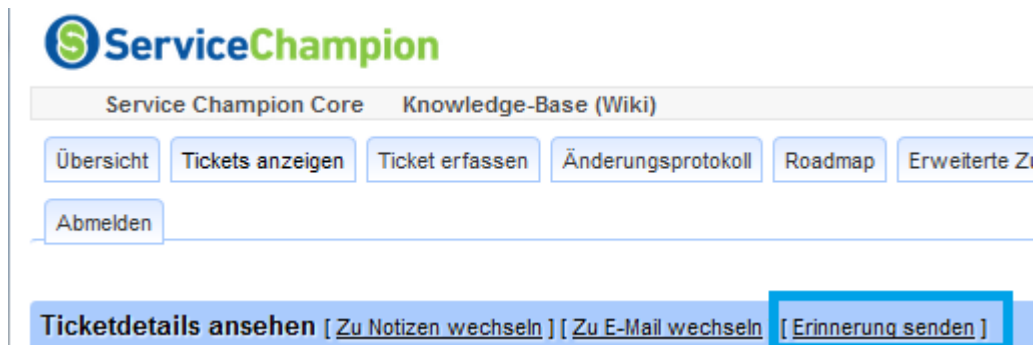 ServiceChampion
Service Champion Core Knowledge-Base (Wiki)
Übersicht Tickets anzeigen Ticket erfassen Änderungsprotokoll Roadmap Erweiterte
Abmelden
Ticketdetails ansehen [ Zu Notizen wechseln ] [ Zu E-Mail wechseln [ Erinnerung senden ]